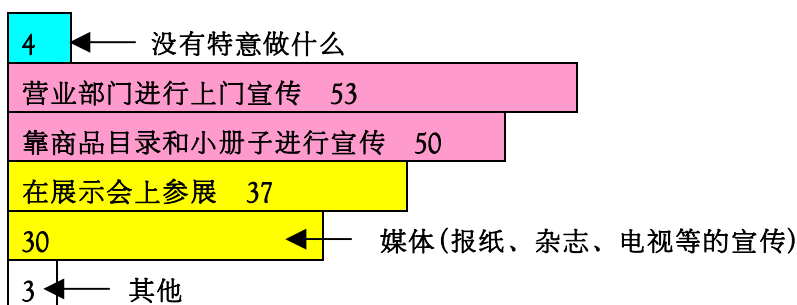 4 没有特意做什么
营业部门进行上门宣传 53
靠商品目录和小册子进行宣传 50
在展示会上参展 37
30 媒体(报纸、杂志、电视等的宣传)
3 其他